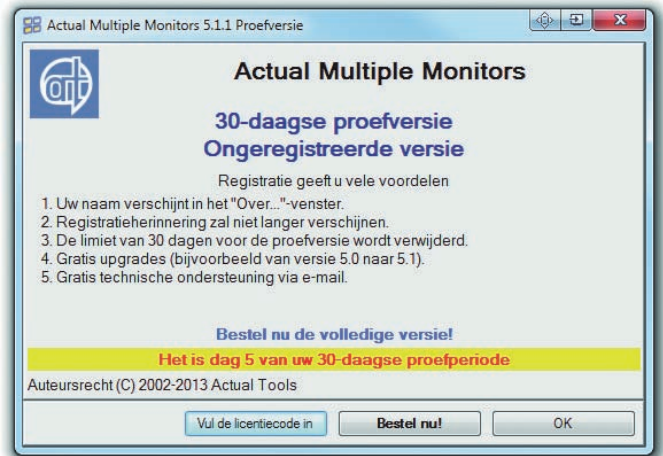 Actual Multiple Monitors 5.1.1 Proefversie
Actual Multiple Monitors
30-daagse proefversie
Ongeregistreerde versie
Registratie geeft u vele voordelen
1. Uw naam verschijnt in het "Over..."-venster.
2. Registratieherinnering zal niet langer verschijnen.
3. De limiet van 30 dagen voor de proefversie wordt verwijderd.
4. Gratis upgrades (bijvoorbeeld van versie 5.0 naar 5.1).
5. Gratis technische ondersteuning via e-mail.
Bestel nu de volledige versie!
Het is dag 5 van uw 30-daagse proefperiode
Auteursrecht (C) 2002-2013 Actual Tools
Vul de licentiecode in
Bestel nu!
OK